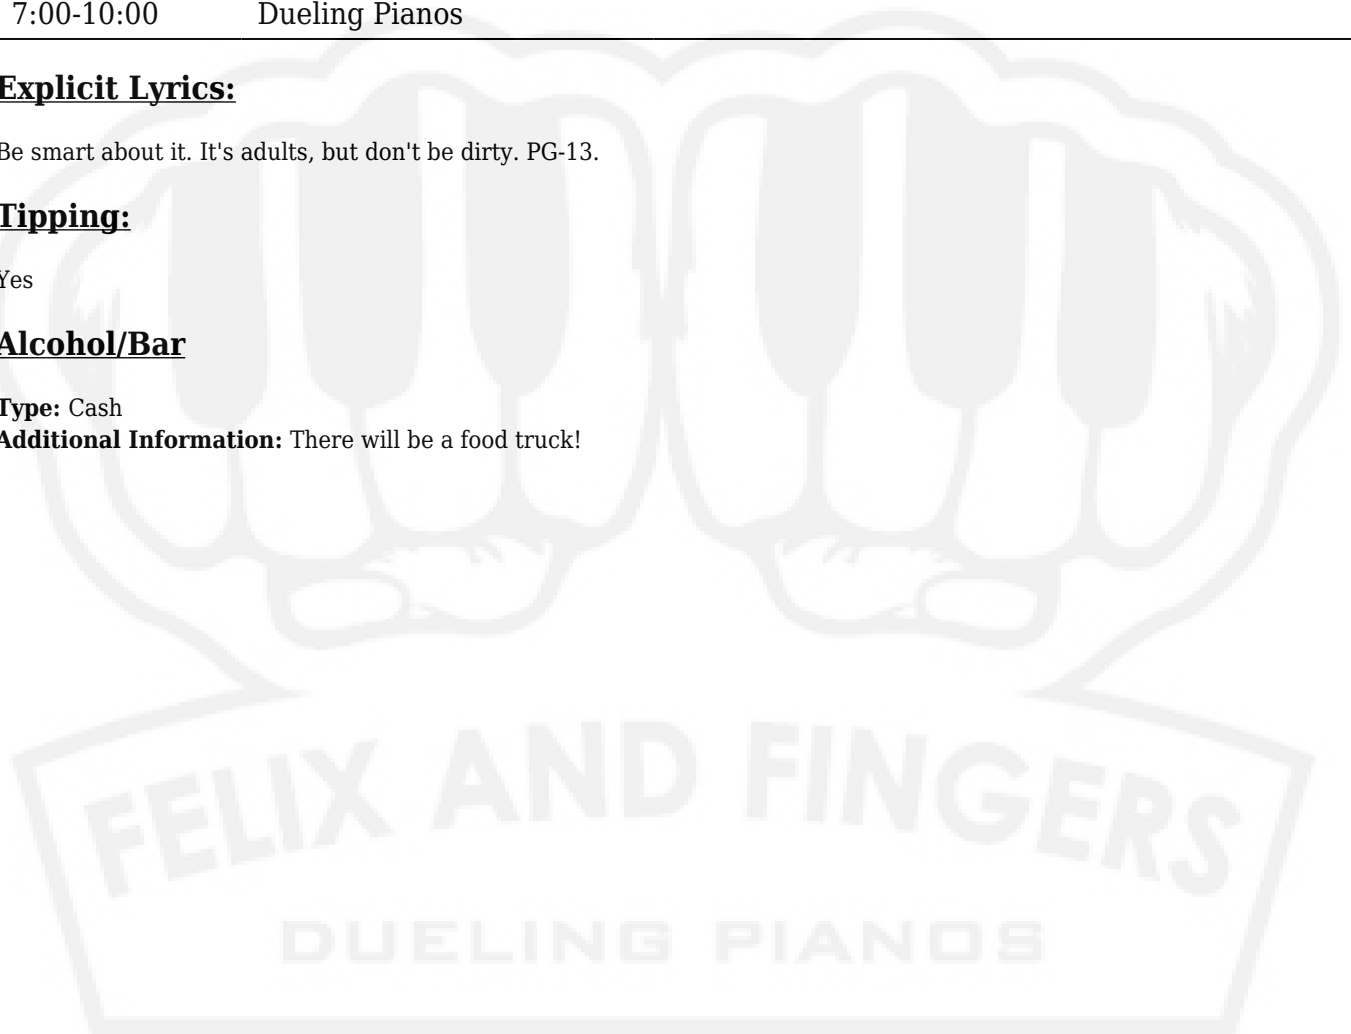 7:00-10:00 Dueling Pianos
Explicit Lyrics:
Be smart about it. It's adults, but don't be dirty. PG-13.
Tipping:
Yes
Alcohol/Bar
Type: Cash
Additional Information: There will be a food truck!
FELIX AND FINGERS
DUELING PIANOS